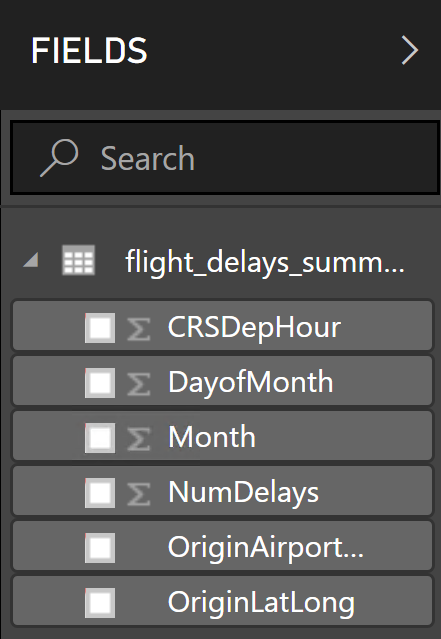 FIELDS
Search
flight_delays_summ...
CRSDepHour
DayofMonth
Month
NumDelays
OriginAirport...
OriginLatLong